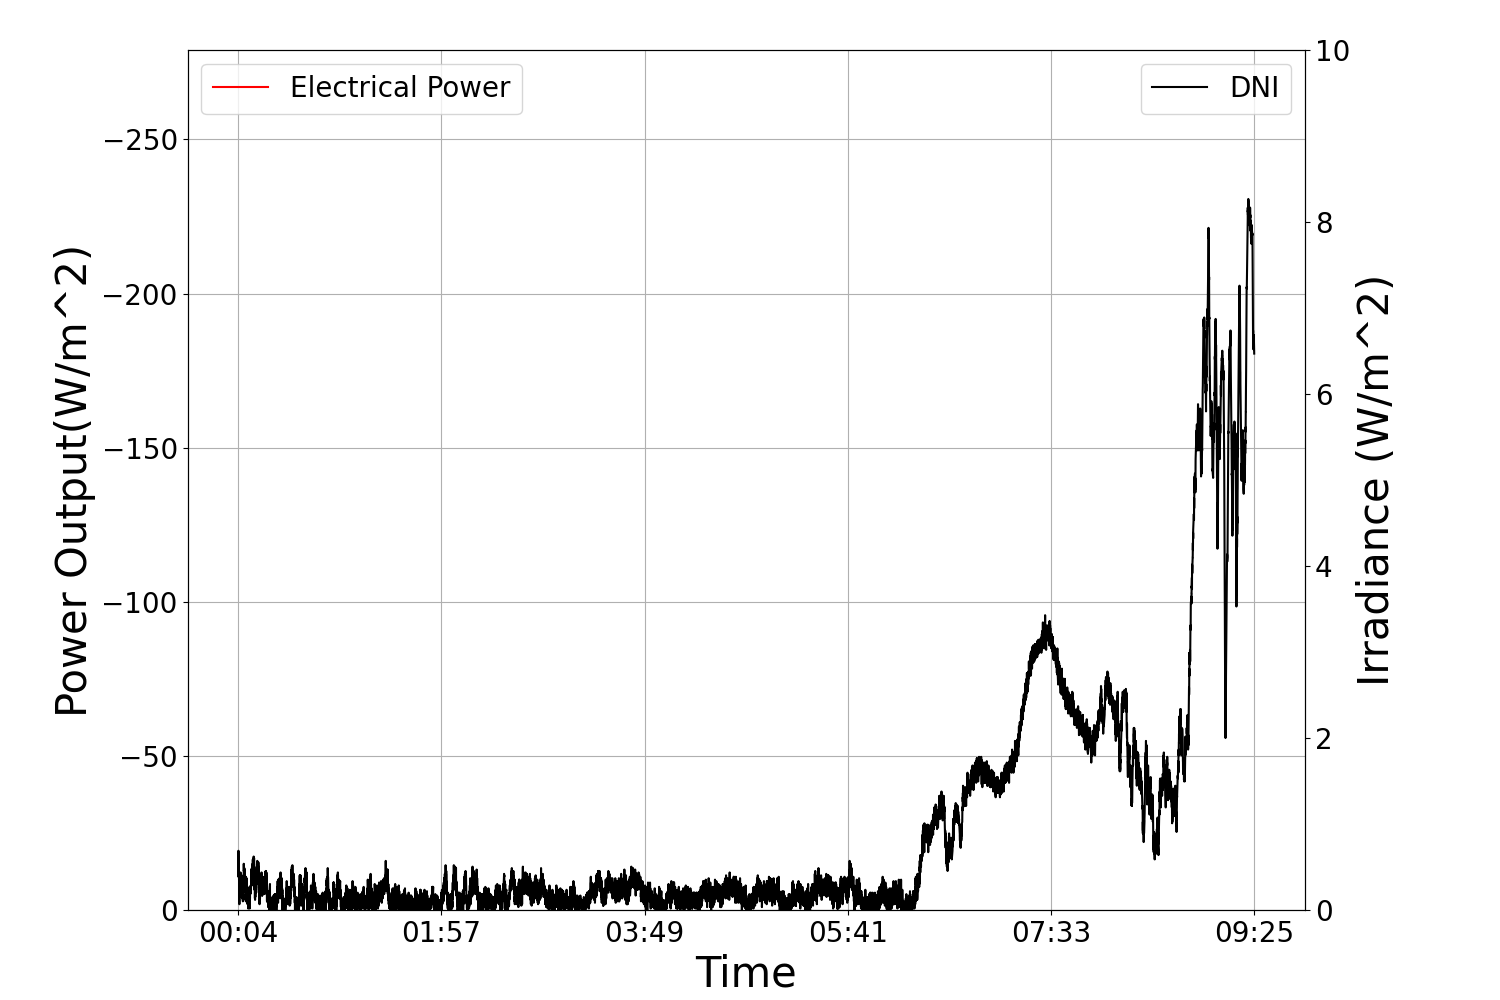 Electrical Power
DNI
Power Output(W/m^2)
−250
−200
−150
−100
−50
0
10
8
6
4
2
0
Irradiance (W/m^2)
00:04 01:57 03:49 05:41 07:33 09:25
Time